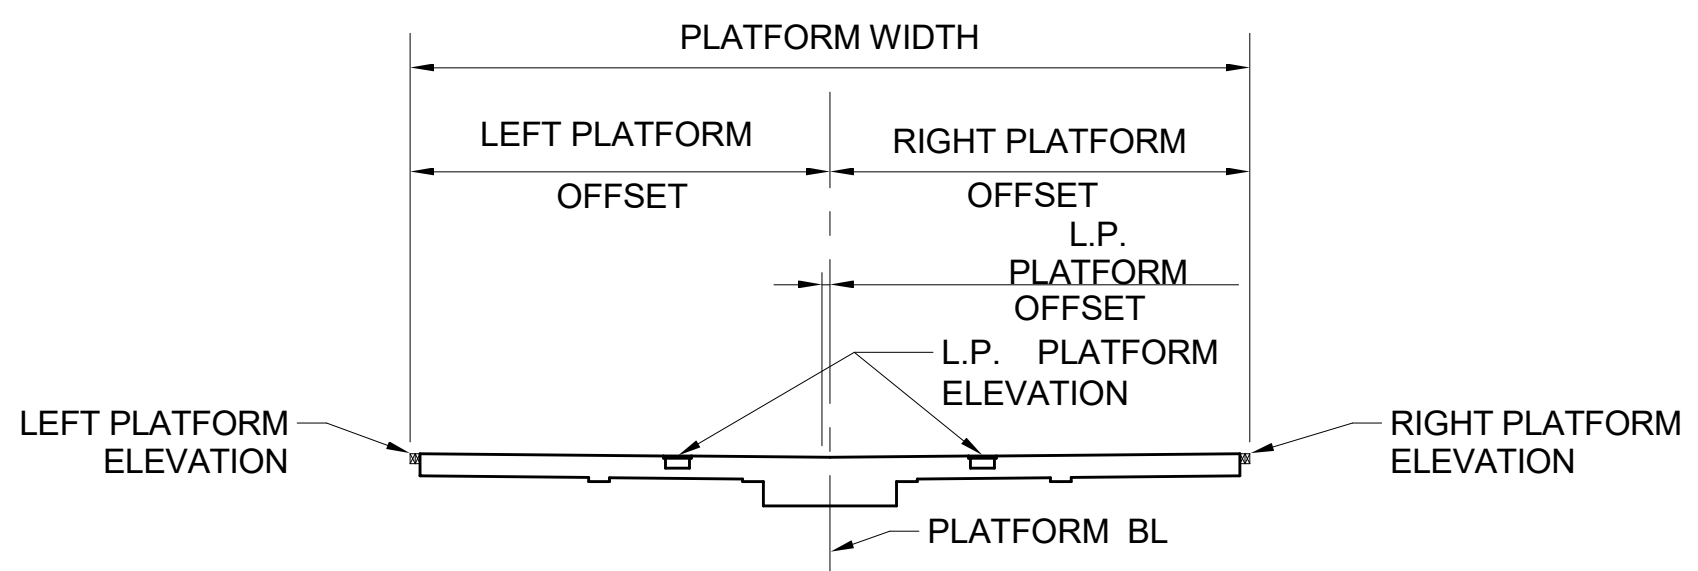 PLATFORM WIDTH
LEFT PLATFORM
OFFSET
RIGHT PLATFORM
OFFSET
L.P.
PLATFORM
OFFSET
L.P. PLATFORM
ELEVATION
LEFT PLATFORM
ELEVATION
RIGHT PLATFORM
ELEVATION
PLATFORM BL